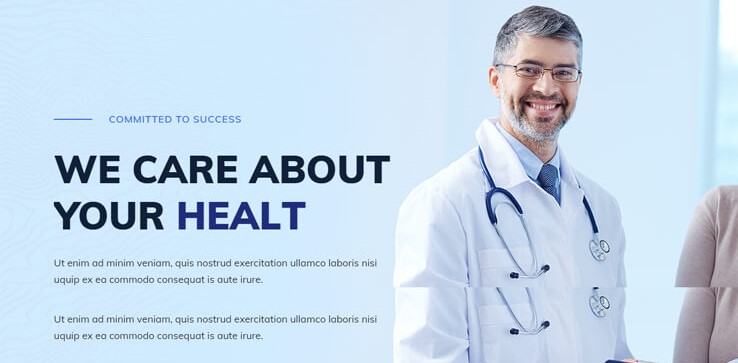 COMMITTED TO SUCCESS
WE CARE ABOUT
YOUR HEALT
Ut enim ad minim veniam, quis nostrud exercitation ullamco laboris nisi
uquip ex ea commodo consequat is aute irure.
Ut enim ad minim veniam, quis nostrud exercitation ullamco laboris nisi
uquip ex ea commodo consequat is aute irure.